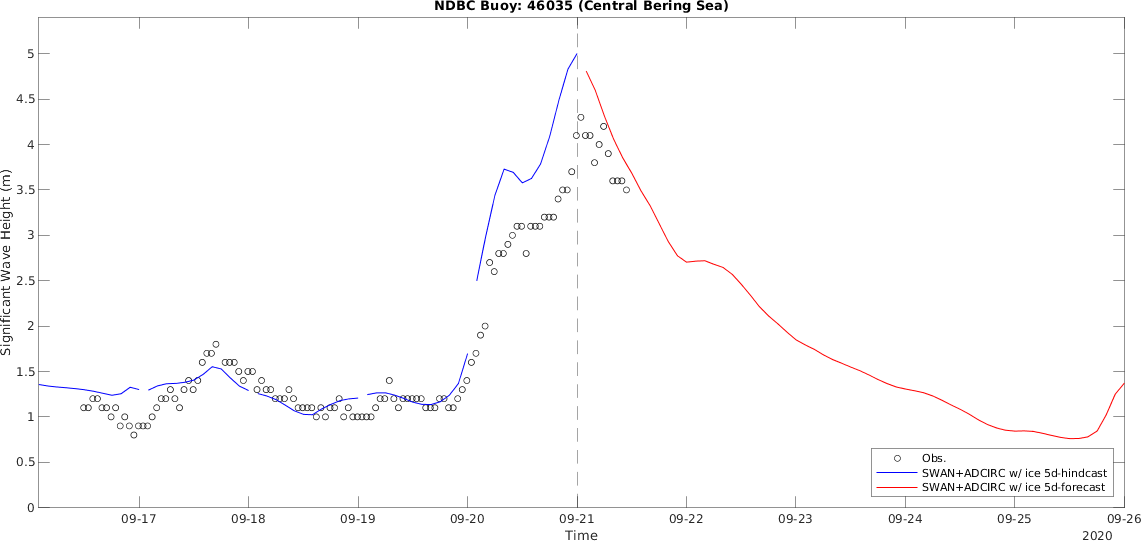 NDBC Buoy: 46035 (Central Bering Sea)
5
4.5
4
3.5
3
2.5
2
1.5
1
0.5
0
Significant Wave Height (m)
Obs.
SWAN+ADCIRC w/ ice 5d-hindcast
SWAN+ADCIRC w/ ice 5d-forecast
09-17 09-18 09-19 09-20 09-21 09-22 09-23 09-24 09-25 09-26
Time 2020